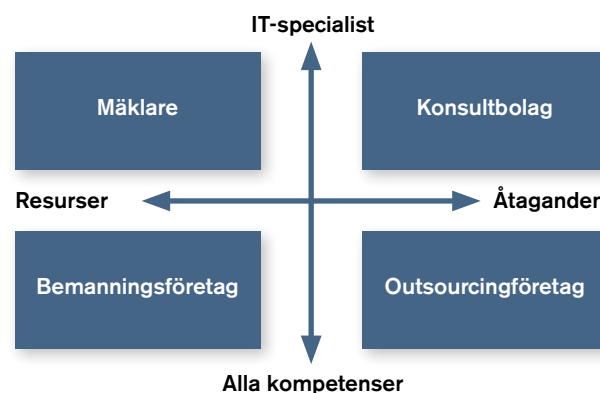 IT-specialist
Mäklare
Konsultbolag
Resurser
Åtaganden
Bemanningsföretag
Outsourcingföretag
Alla kompetenser